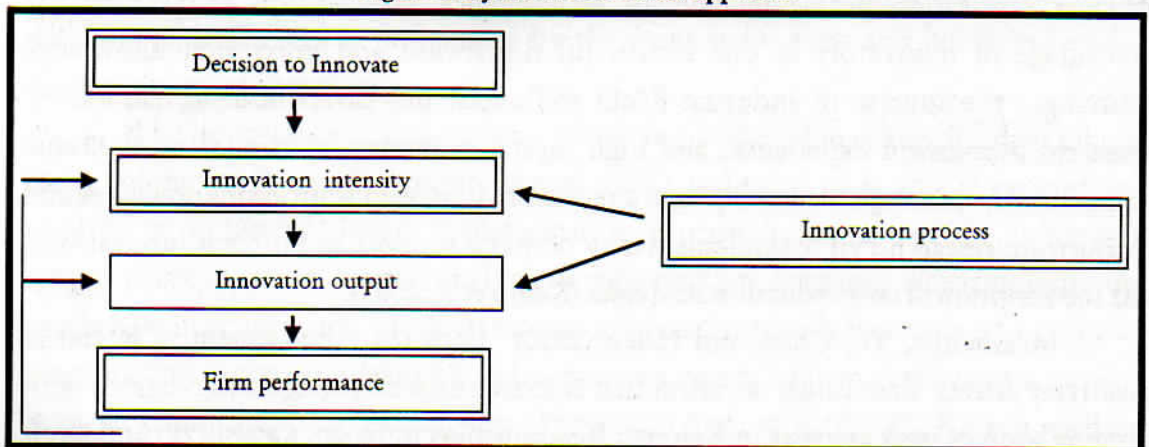 Decision to Innovate
Innovation intensity
Innovation process
Innovation output
Firm performance